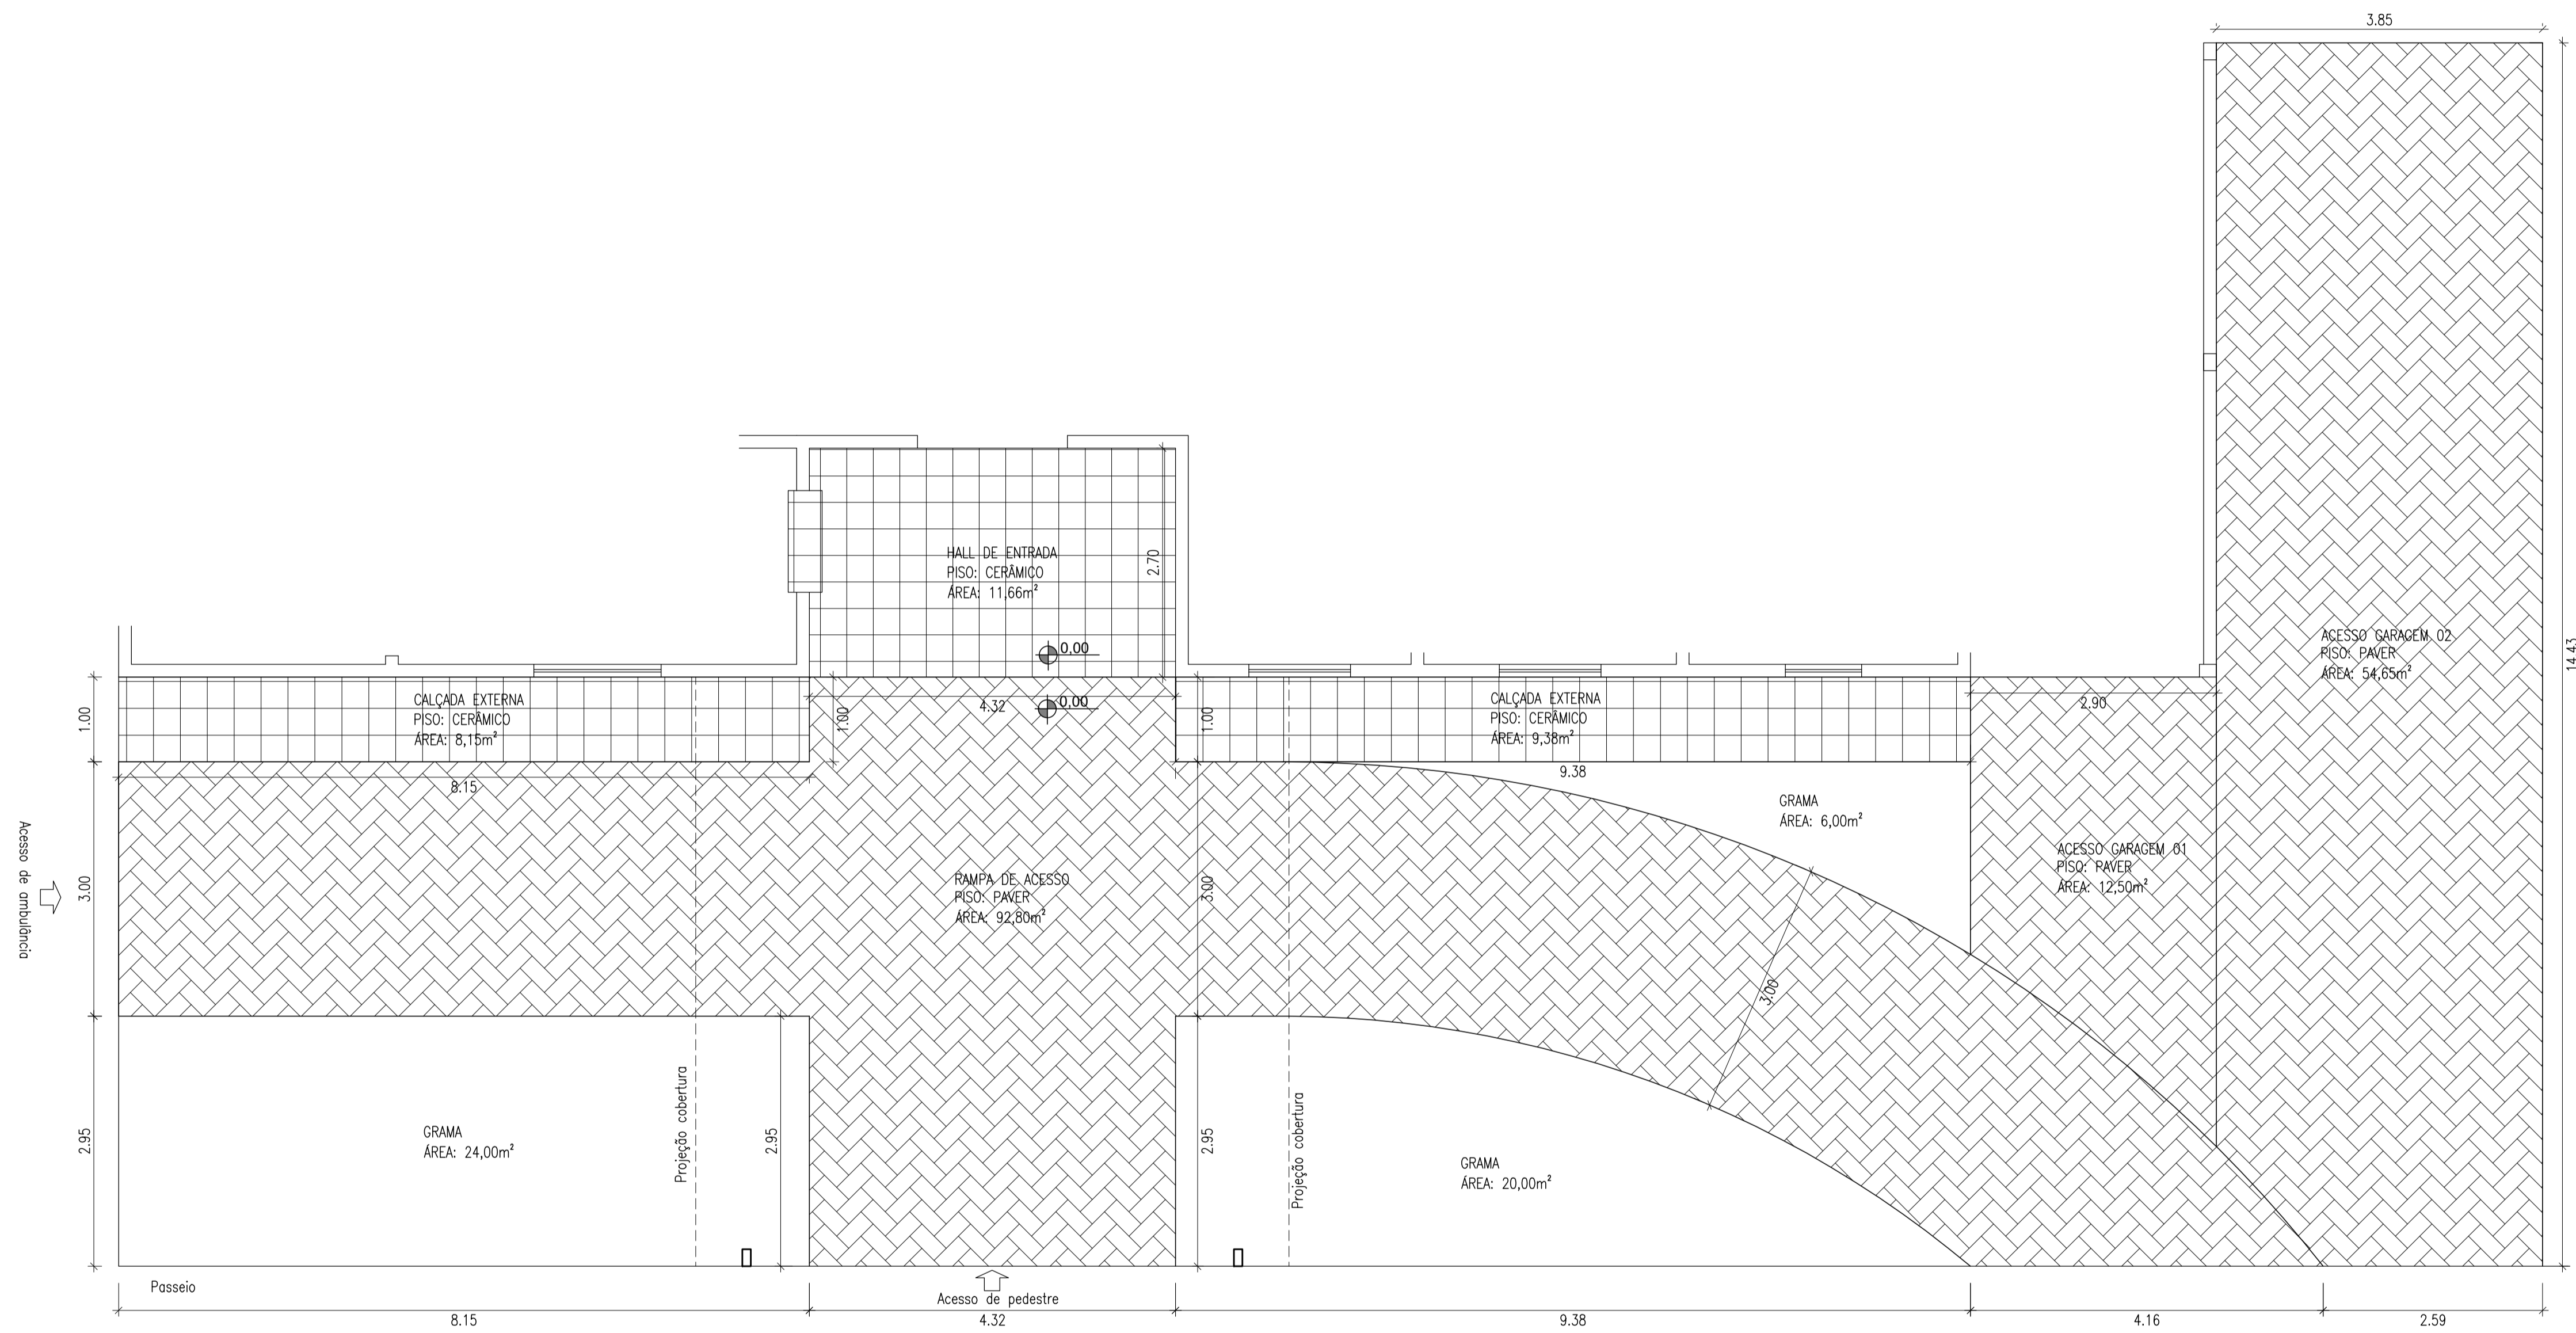 3.85
14.43
HALL DE ENTRADA
PISO: CERÂMICO
ÁREA: 11,66m²
2.70
0,00
ACESSO GARAGEM 02
PISO: PAVER
ÁREA: 54,65m²
1.00
CALÇADA EXTERNA
PISO: CERÂMICO
ÁREA: 8,15m²
1.00
4.32
0,00
1.00
CALÇADA EXTERNA
PISO: CERÂMICO
ÁREA: 9,38m²
2.90
8.15
9.38
GRAMA
ÁREA: 6,00m²
Acesso de ambulância
3.00
RAMPA DE ACESSO
PISO: PAVER
ÁREA: 92,80m²
3.00
ACESSO GARAGEM 01
PISO: PAVER
ÁREA: 12,50m²
3.00
2.95
GRAMA
ÁREA: 24,00m²
Projeção cobertura
2.95
2.95
Projeção cobertura
GRAMA
ÁREA: 20,00m²
Passeio
Acesso de pedestre
8.15
4.32
9.38
4.16
2.59